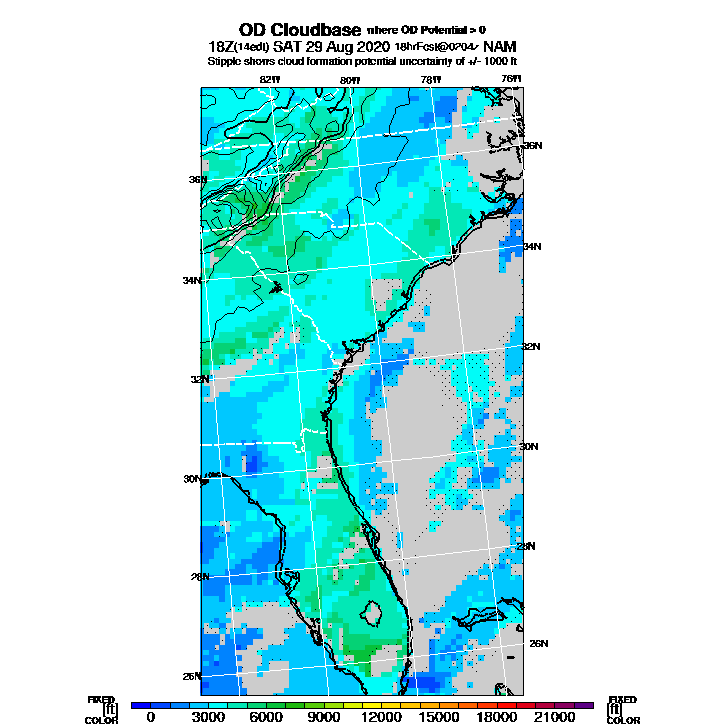 OD Cloudbase where OD Potential > 0
18Z(14edt) SAT 29 Aug 2020 18hrFcst@0204z NAM
Stipple shows cloud formation potential uncertainty of +/- 1000 ft
82W 80W 78W 76W
36N
36N
34N
34N
32N
32N
30N
30N
28N
28N
26N
26N
FIXED FIXED
[ft] [ft]
COLOR COLOR
0 3000 6000 9000 12000 15000 18000 21000